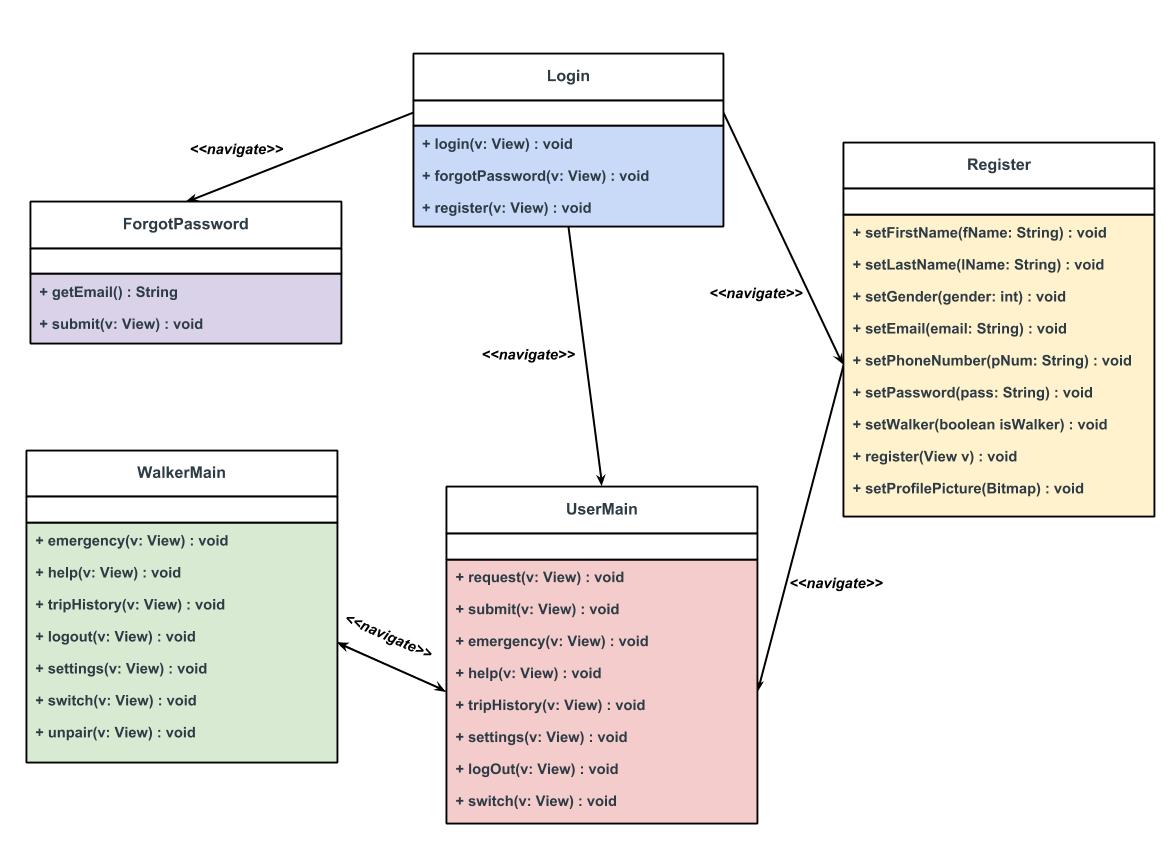 Login
+ login(v: View) : void
+ forgotPassword(v: View) : void
+ register(v: View) : void
<<navigate>>
ForgotPassword
+ getEmail() : String
+ submit(v: View) : void
<<navigate>>
Register
+ setFirstName(fName: String) : void
+ setLastName(lName: String) : void
+ setGender(gender: int) : void
+ setEmail(email: String) : void
+ setPhoneNumber(pNum: String) : void
+ setPassword(pass: String) : void
+ setWalker(boolean isWalker) : void
+ register(View v) : void
+ setProfilePicture(Bitmap) : void
<<navigate>>
WalkerMain
+ emergency(v: View) : void
+ help(v: View) : void
+ tripHistory(v: View) : void
+ logout(v: View) : void
+ settings(v: View) : void
+ switch(v: View) : void
+ unpair(v: View) : void
<<navigate>>
UserMain
+ request(v: View) : void
+ submit(v: View) : void
+ emergency(v: View) : void
+ help(v: View) : void
+ tripHistory(v: View) : void
+ settings(v: View) : void
+ logOut(v: View) : void
+ switch(v: View) : void
<<navigate>>